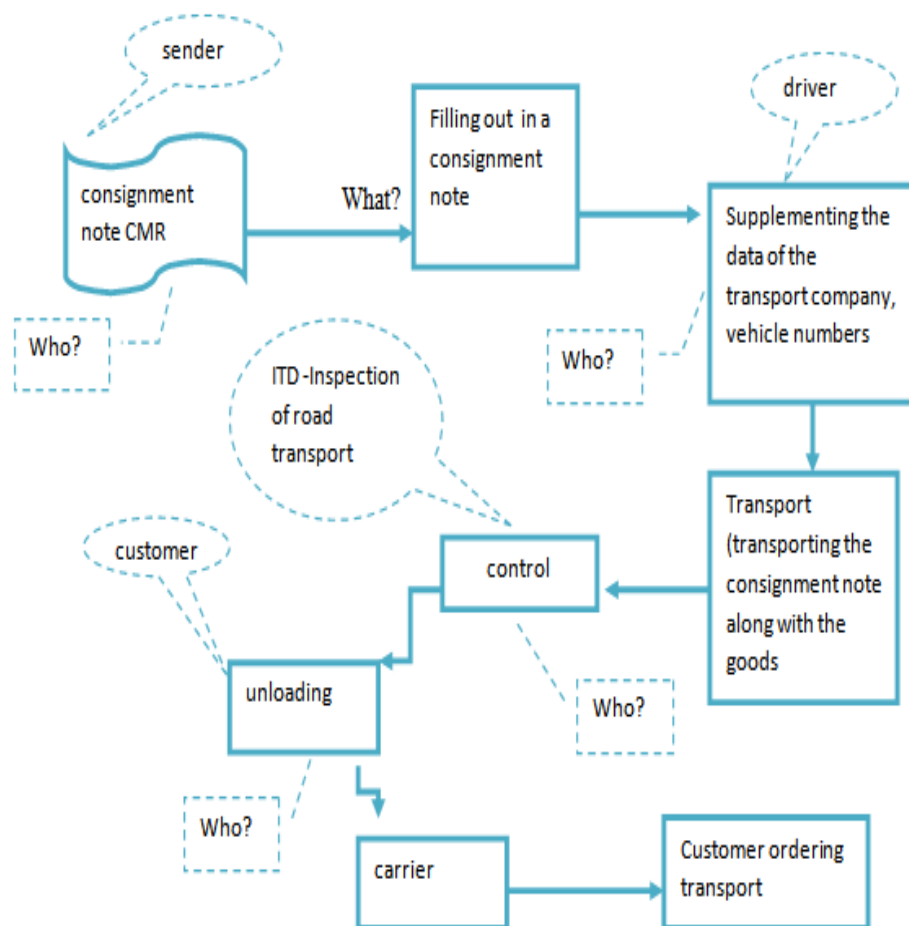 sender
consignment
note CMR
Who?
What?
Filling out in a
consignment
note
driver
Supplementing the
data of the
transport company,
vehicle numbers
Who?
ITD -Inspection
of road
transport
Transport
(transporting the
consignment note
along with the
goods
control
Who?
customer
unloading
Who?
carrier
Customer ordering
transport